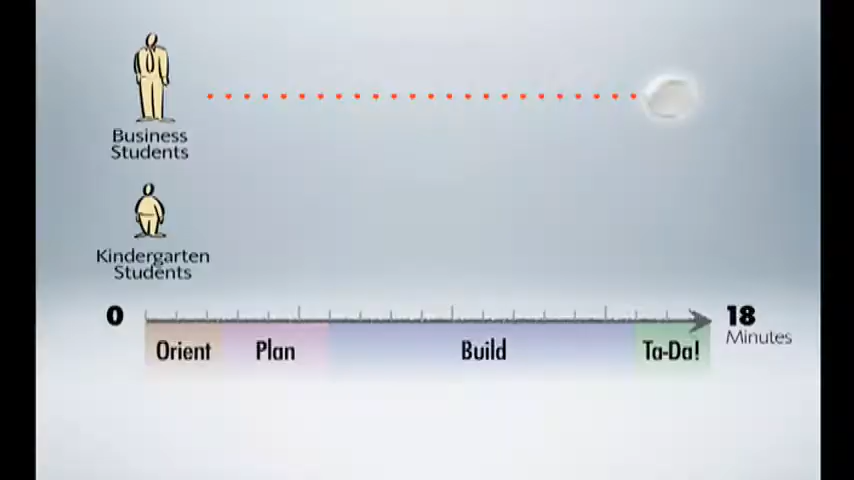 Business
Students
Kindergarten
Students
0
18
Minutes
Orient
Plan
Build
Ta-Da!